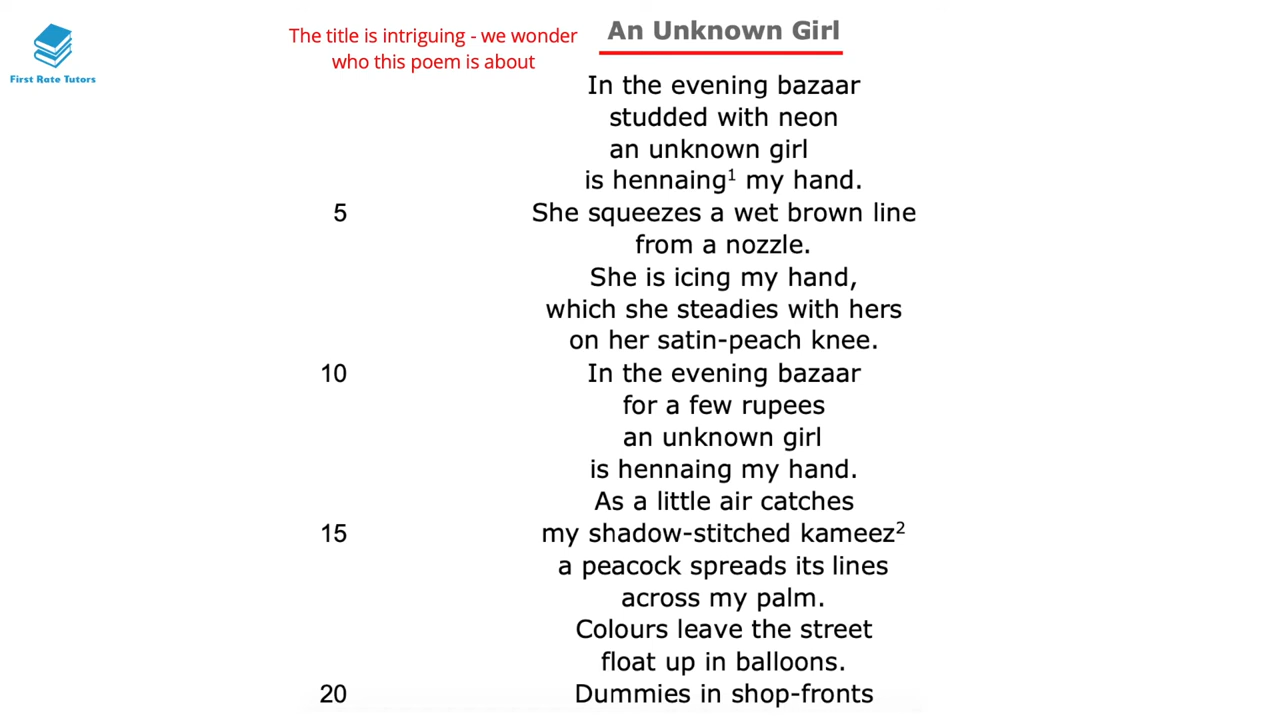 First Rate Tutors
The title is intriguing - we wonder
who this poem is about
An Unknown Girl
In the evening bazaar
studded with neon
an unknown girl
is hennaing¹ my hand.
5 She squeezes a wet brown line
from a nozzle.
She is icing my hand,
which she steadies with hers
on her satin-peach knee.
10 In the evening bazaar
for a few rupees
an unknown girl
is hennaing my hand.
As a little air catches
15 my shadow-stitched kameez²
a peacock spreads its lines
across my palm.
Colours leave the street
float up in balloons.
20 Dummies in shop-fronts